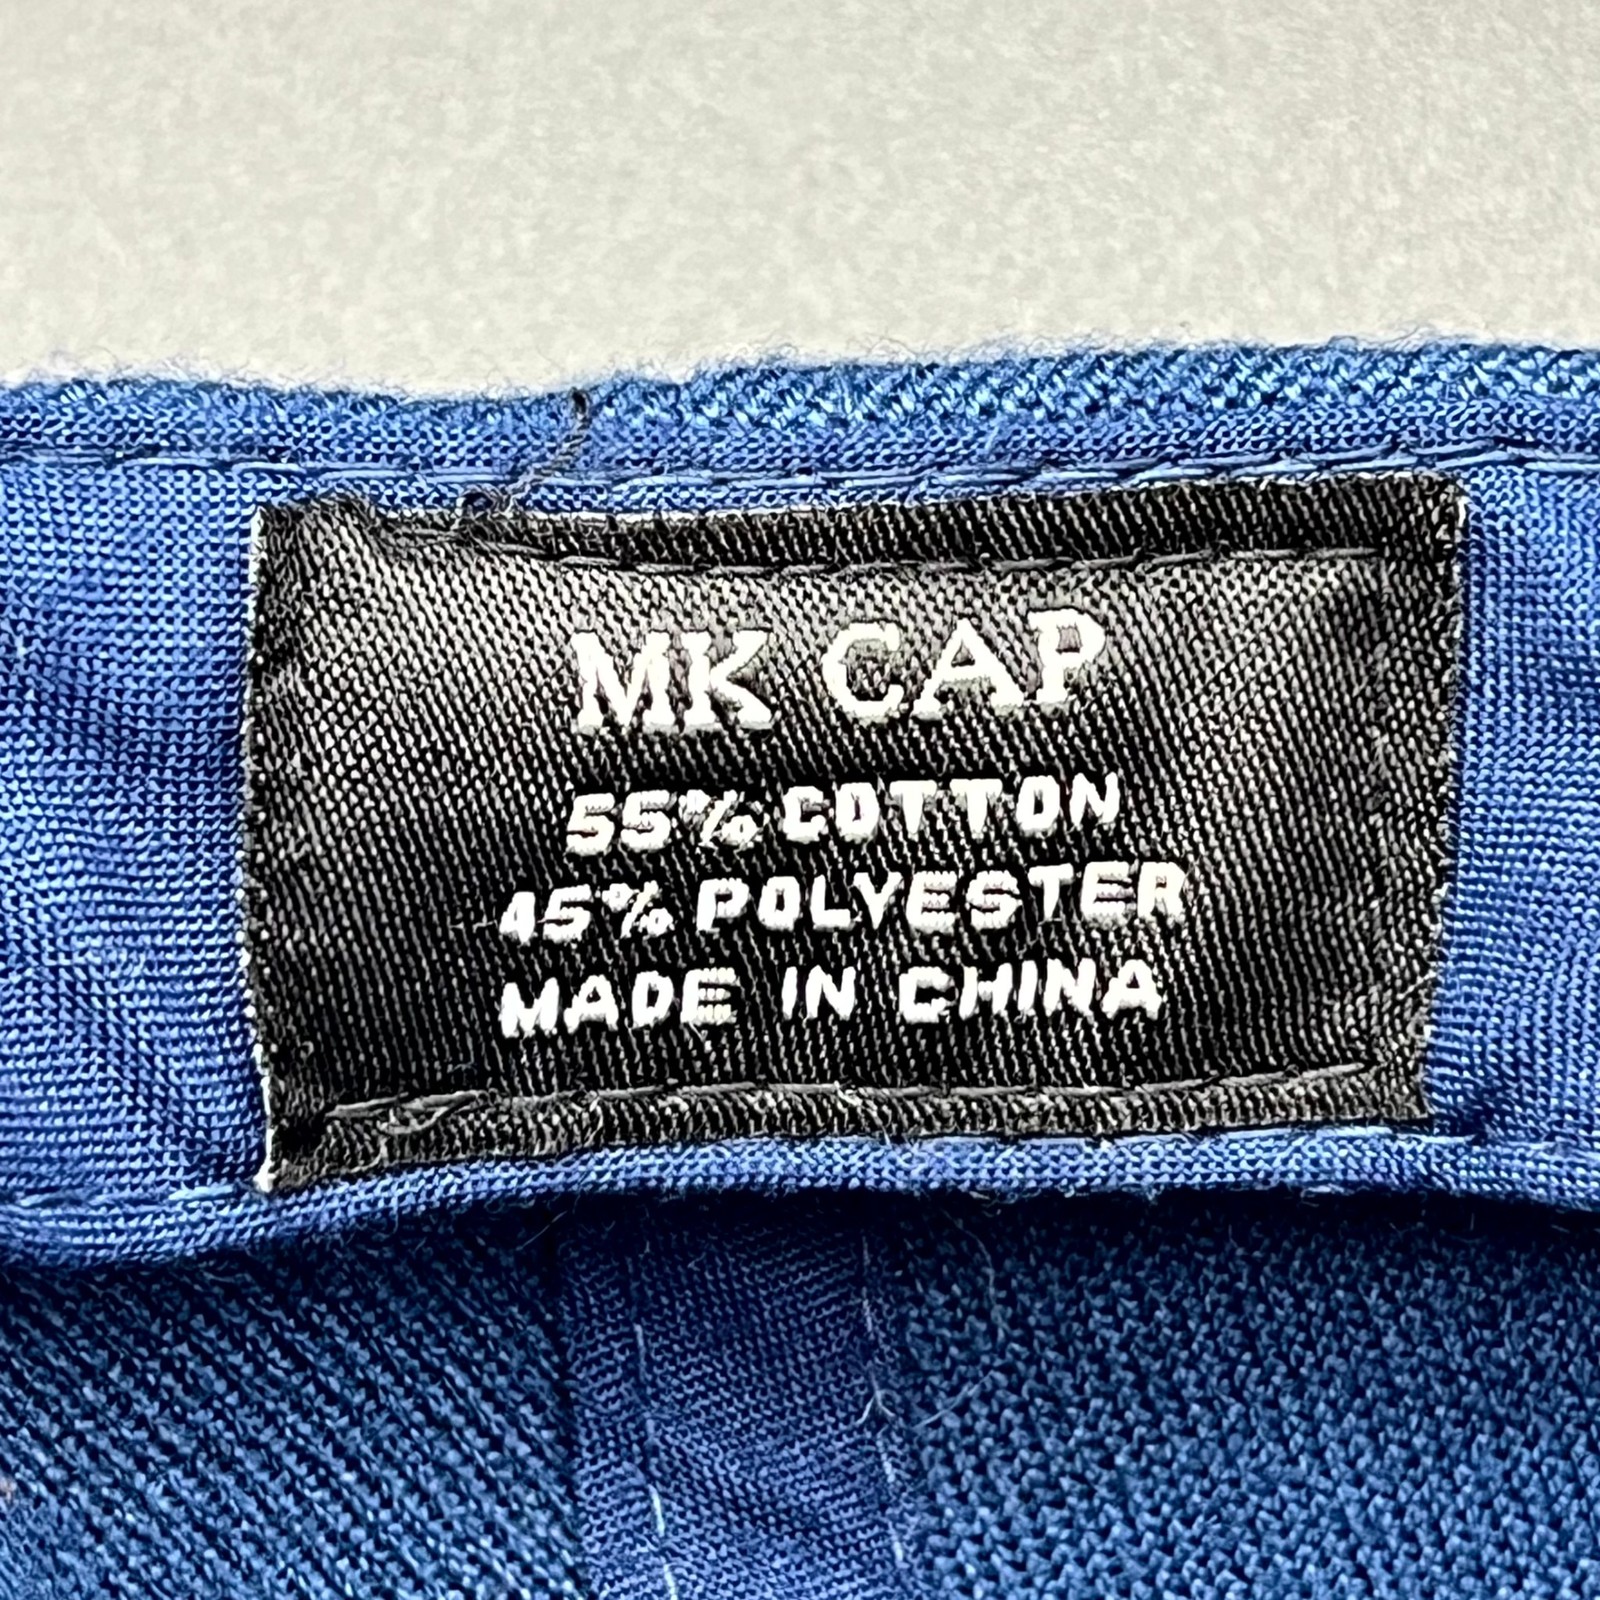 MK CAP
55% COTTON
45% POLYESTER
MADE IN CHINA